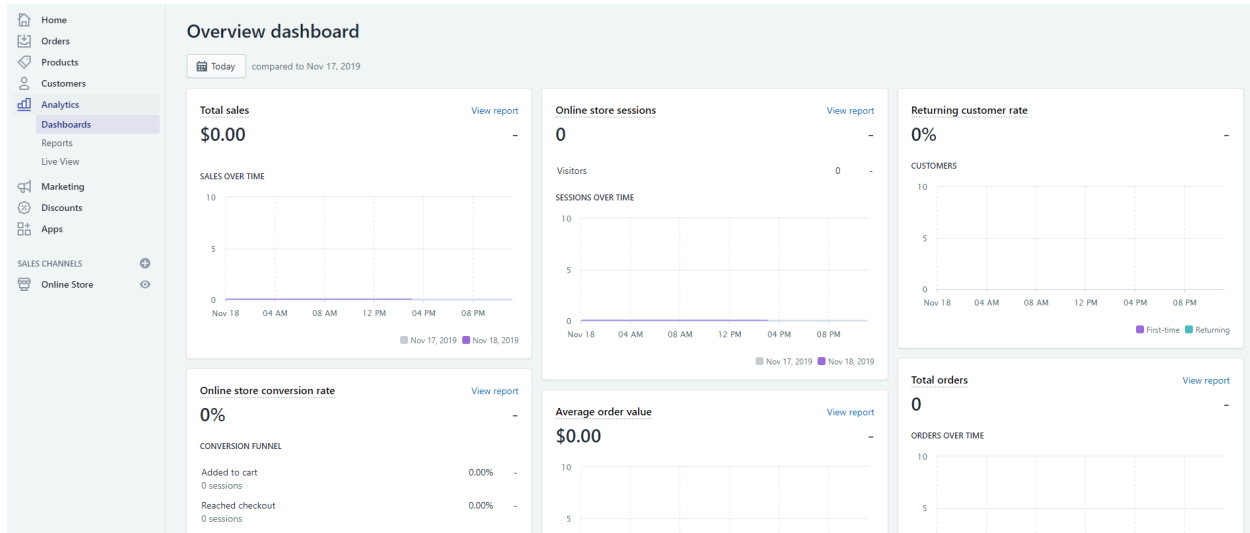 Home
Orders
Products
Customers
Analytics
Dashboards
Reports
Live View
Marketing
Discounts
Apps
SALES CHANNELS
Online Store
Overview dashboard
Today compared to Nov 17, 2019
Total sales View report
$0.00 -
SALES OVER TIME
10
5
0
Nov 18 04 AM 08 AM 12 PM 04 PM 08 PM
Nov 17, 2019 Nov 18, 2019
Online store conversion rate View report
0% -
CONVERSION FUNNEL
Added to cart 0.00% -
0 sessions
Reached checkout 0.00% -
0 sessions
Online store sessions View report
0 -
Visitors 0 -
SESSIONS OVER TIME
10
5
0
Nov 18 04 AM 08 AM 12 PM 04 PM 08 PM
Nov 17, 2019 Nov 18, 2019
Average order value View report
$0.00 -
10
5
Returning customer rate
0% -
CUSTOMERS
10
5
0
Nov 18 04 AM 08 AM 12 PM 04 PM 08 PM
First-time Returning
Total orders View report
0 -
ORDERS OVER TIME
10
5